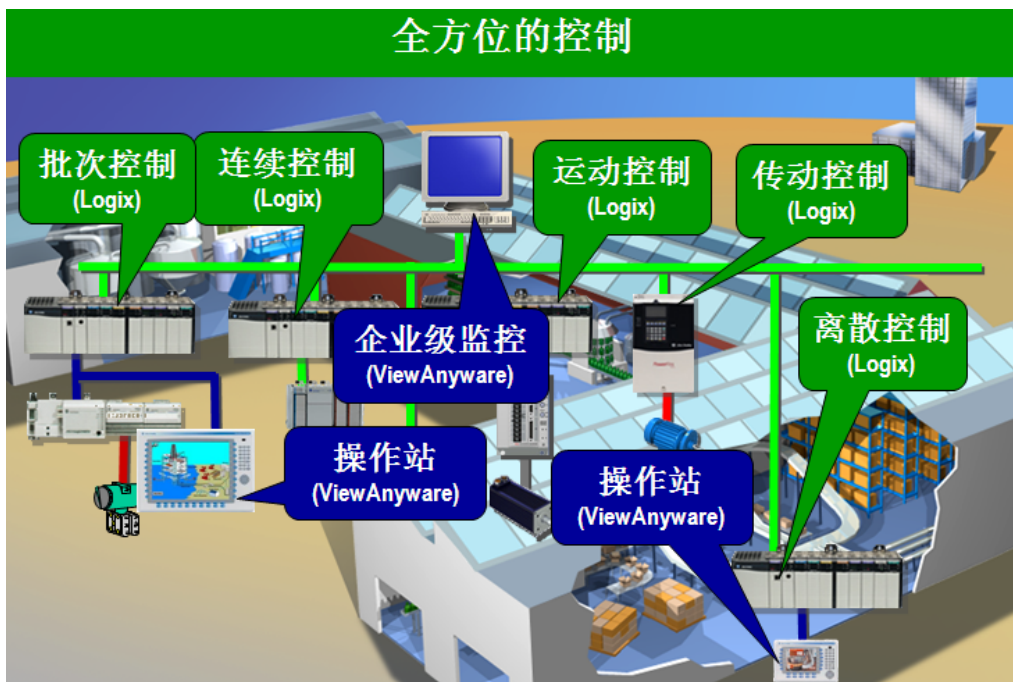 全方位的控制
批次控制
(Logix)
连续控制
(Logix)
运动控制
(Logix)
传动控制
(Logix)
企业级监控
(ViewAnyware)
离散控制
(Logix)
操作站
(ViewAnyware)
操作站
(ViewAnyware)